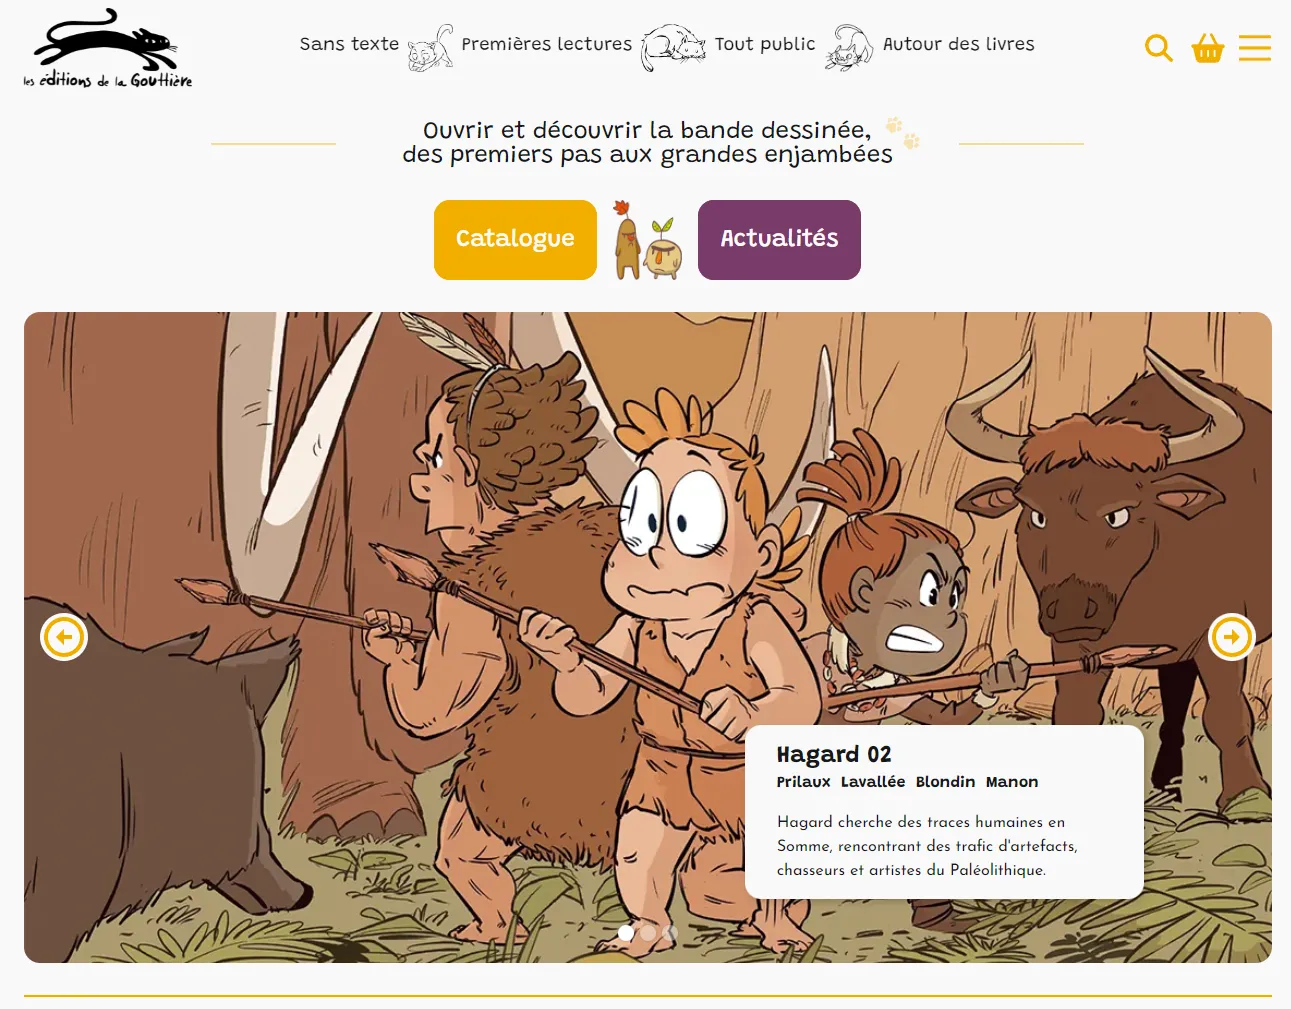 les éditions de la Gouttière
Sans texte
Premières lectures
Tout public
Autour des livres
Ouvrir et découvrir la bande dessinée,
des premiers pas aux grandes enjambées
Catalogue
Actualités
Hagard 02
Prilaux Lavallée Blondin Manon
Hagard cherche des traces humaines en
Somme, rencontrant des trafic d'artefacts,
chasseurs et artistes du Paléolithique.